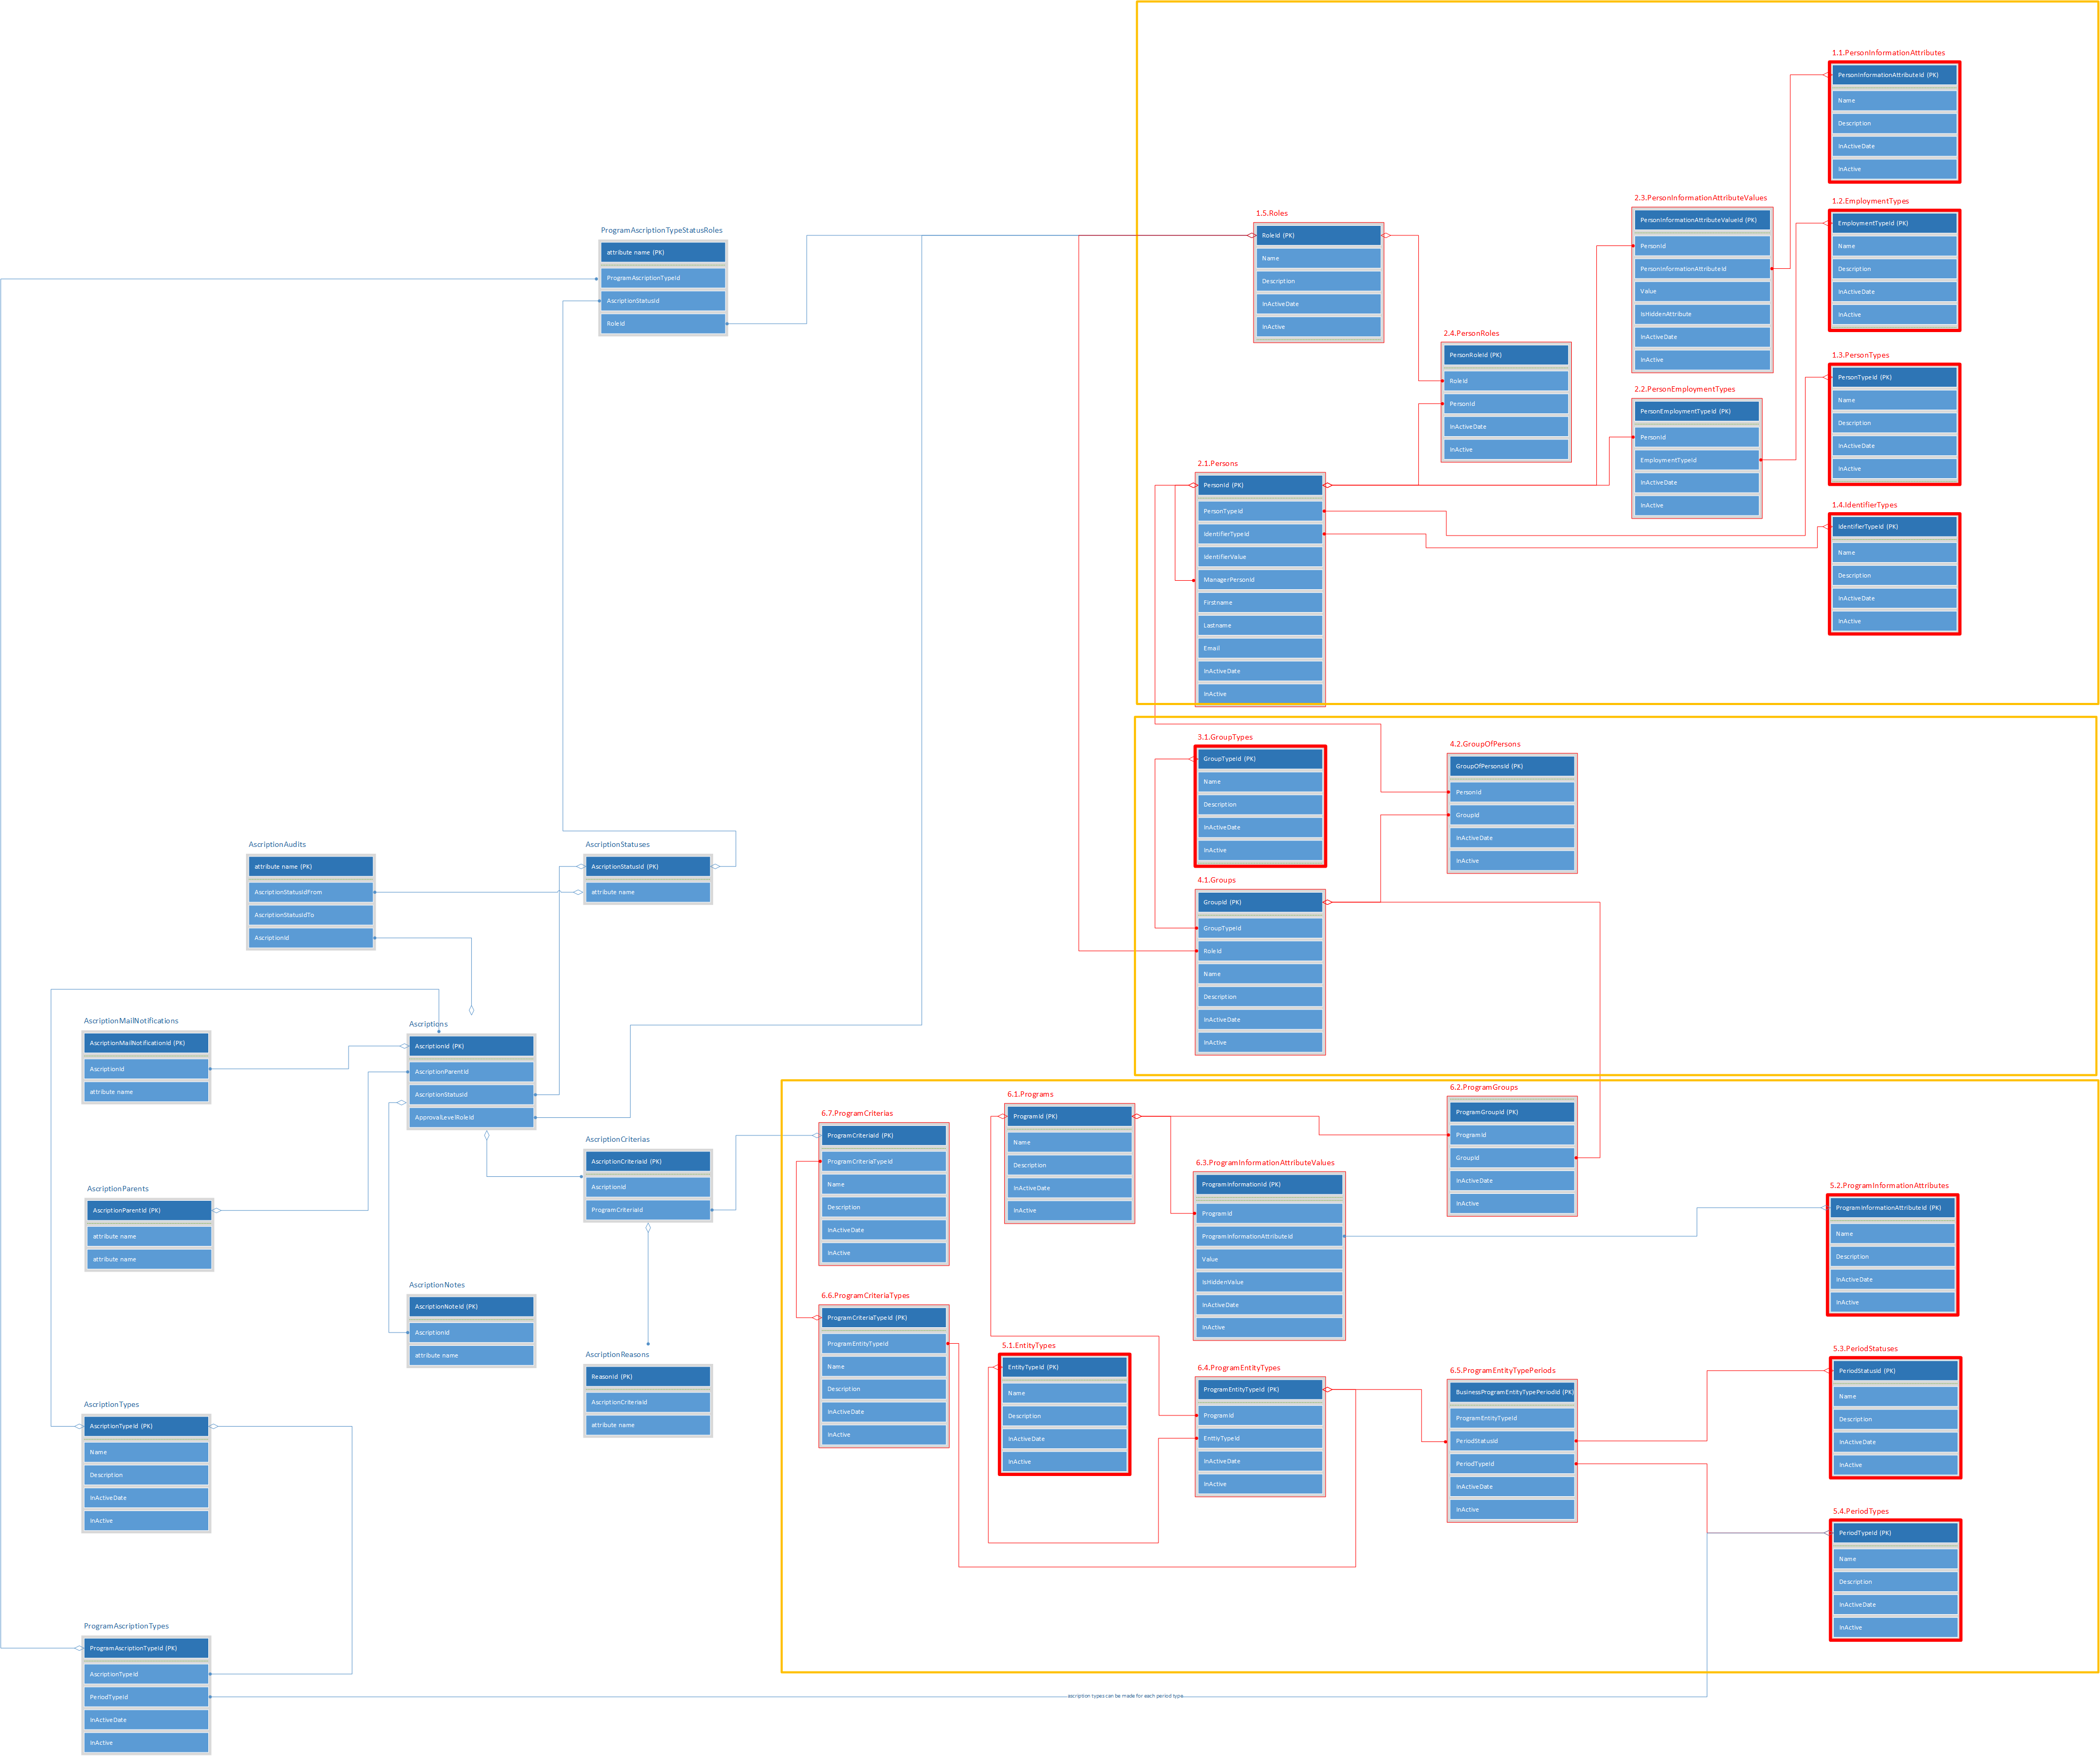 1.1.PersonInformationAttributes
PersonInformationAttributeId (PK)
Name
Description
InActiveDate
InActive
1.2.EmploymentTypes
EmploymentTypeId (PK)
Name
Description
InActiveDate
InActive
1.3.PersonTypes
PersonTypeId (PK)
Name
Description
InActiveDate
InActive
1.4.IdentifierTypes
IdentifierTypeId (PK)
Name
Description
InActiveDate
InActive
2.3.PersonInformationAttributeValues
PersonInformationAttributeValueId (PK)
PersonId
PersonInformationAttributeId
Value
IsHiddenAttribute
InActiveDate
InActive
2.2.PersonEmploymentTypes
PersonEmploymentTypeId (PK)
PersonId
EmploymentTypeId
InActiveDate
InActive
1.5.Roles
RoleId (PK)
Name
Description
InActiveDate
InActive
2.4.PersonRoles
PersonRoleId (PK)
RoleId
PersonId
InActiveDate
InActive
2.1.Persons
PersonId (PK)
PersonTypeId
IdentifierTypeId
IdentifierValue
ManagerPersonId
Firstname
Lastname
Email
InActiveDate
InActive
ProgramAscriptionTypeStatusRoles
attribute name (PK)
ProgramAscriptionTypeId
AscriptionStatusId
RoleId
3.1.GroupTypes
GroupTypeId (PK)
Name
Description
InActiveDate
InActive
4.2.GroupOfPersons
GroupOfPersonsId (PK)
PersonId
GroupId
InActiveDate
InActive
4.1.Groups
GroupId (PK)
GroupTypeId
RoleId
Name
Description
InActiveDate
InActive
AscriptionAudits
attribute name (PK)
AscriptionStatusIdFrom
AscriptionStatusIdTo
AscriptionId
AscriptionStatuses
AscriptionStatusId (PK)
attribute name
AscriptionMailNotifications
AscriptionMailNotificationId (PK)
AscriptionId
attribute name
Ascriptions
AscriptionId (PK)
AscriptionParentId
AscriptionStatusId
ApprovalLevelRoleId
AscriptionCriterias
AscriptionCriteriaId (PK)
AscriptionId
ProgramCriteriaId
AscriptionParents
AscriptionParentId (PK)
attribute name
attribute name
AscriptionNotes
AscriptionNoteId (PK)
AscriptionId
attribute name
AscriptionReasons
ReasonId (PK)
AscriptionCriteriaId
attribute name
AscriptionTypes
AscriptionTypeId (PK)
Name
Description
InActiveDate
InActive
ProgramAscriptionTypes
ProgramAscriptionTypeId (PK)
AscriptionTypeId
PeriodTypeId
InActiveDate
InActive
6.7.ProgramCriterias
ProgramCriteriaId (PK)
ProgramCriteriaTypeId
Name
Description
InActiveDate
InActive
6.6.ProgramCriteriaTypes
ProgramCriteriaTypeId (PK)
ProgramEntityTypeId
Name
Description
InActiveDate
InActive
6.1.Programs
ProgramId (PK)
Name
Description
InActiveDate
InActive
6.2.ProgramGroups
ProgramGroupId (PK)
ProgramId
GroupId
InActiveDate
InActive
6.3.ProgramInformationAttributeValues
ProgramInformationId (PK)
ProgramId
ProgramInformationAttributeId
Value
IsHiddenValue
InActiveDate
InActive
5.2.ProgramInformationAttributes
ProgramInformationAttributeId (PK)
Name
Description
InActiveDate
InActive
5.1.EntityTypes
EntityTypeId (PK)
Name
Description
InActiveDate
InActive
6.4.ProgramEntityTypes
ProgramEntityTypeId (PK)
ProgramId
EnttiyTypeId
InActiveDate
InActive
6.5.ProgramEntityTypePeriods
BusinessProgramEntityTypePeriodId (PK)
ProgramEntityTypeId
PeriodStatusId
PeriodTypeId
InActiveDate
InActive
5.3.PeriodStatuses
PeriodStatusId (PK)
Name
Description
InActiveDate
InActive
5.4.PeriodTypes
PeriodTypeId (PK)
Name
Description
InActiveDate
InActive
ascription types can be made for each period type